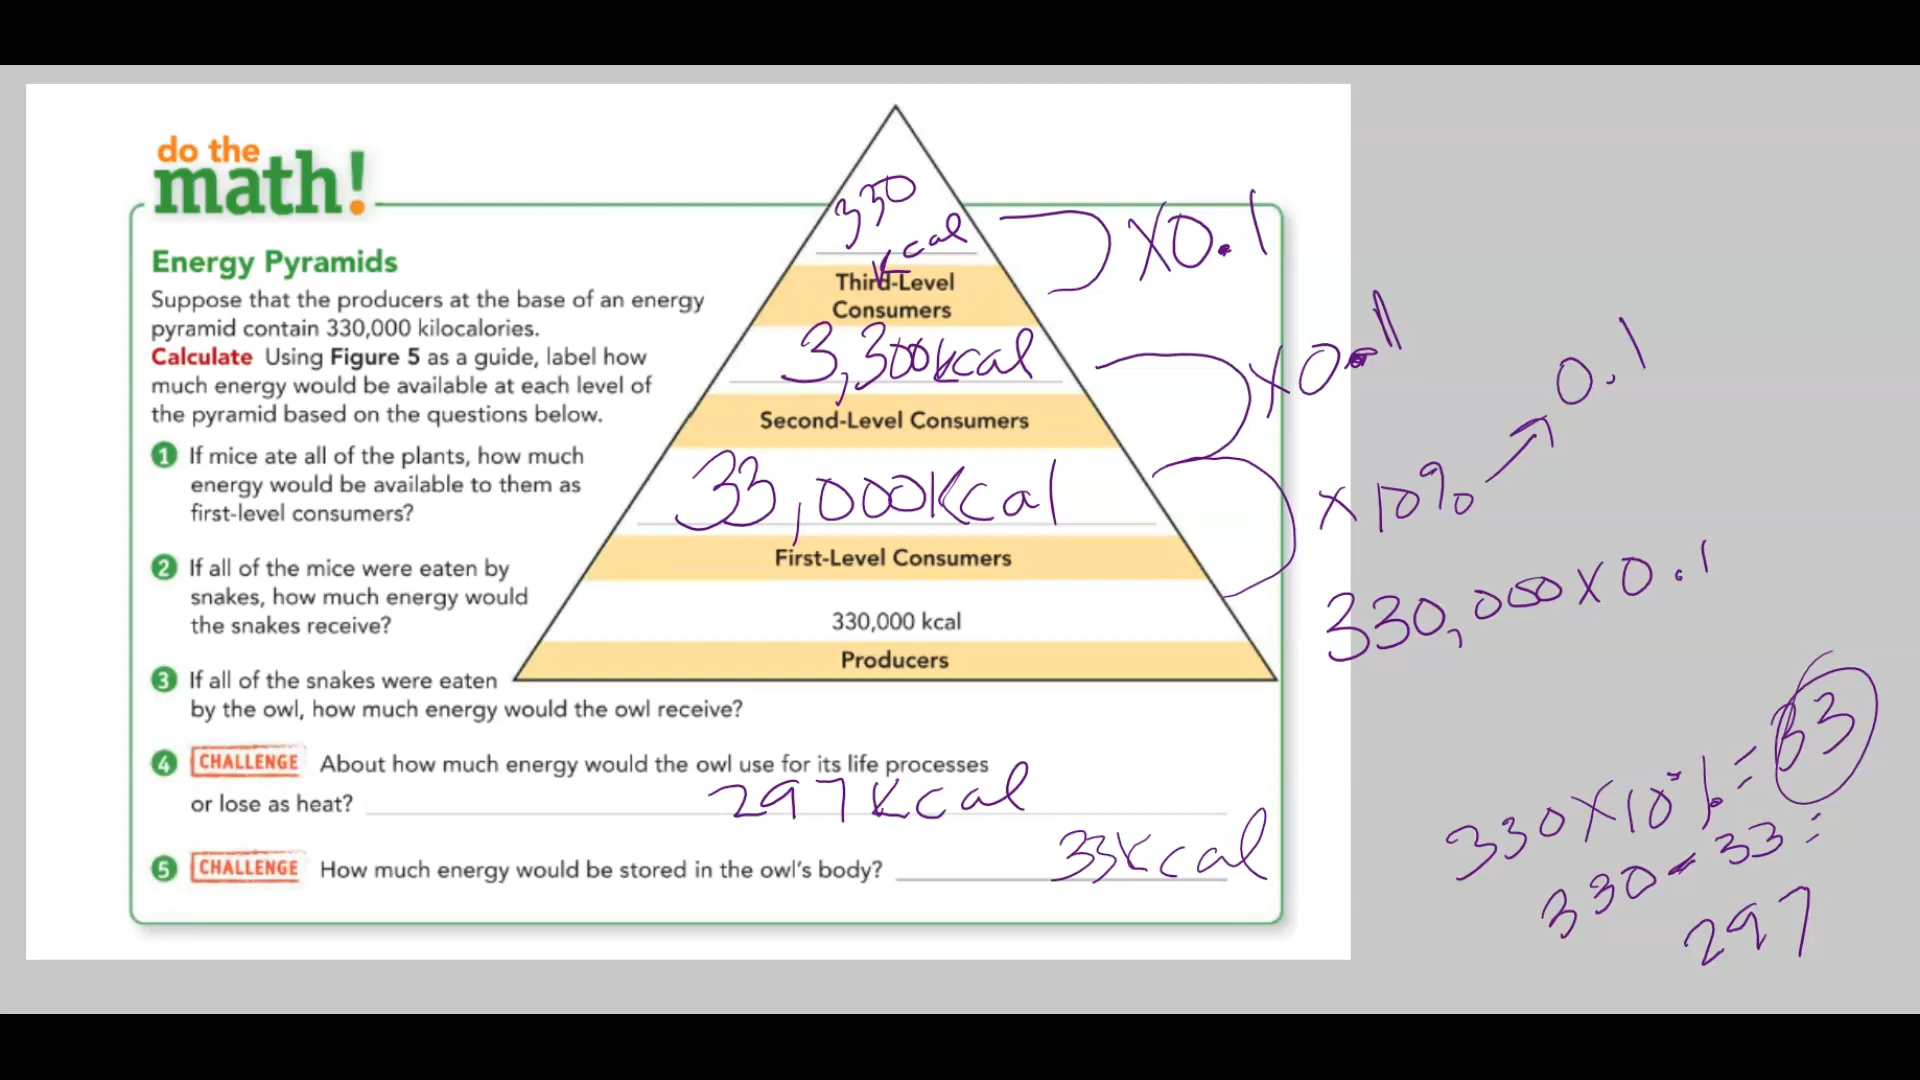 do the
math!
Energy Pyramids
Suppose that the producers at the base of an energy
pyramid contain 330,000 kilocalories.
Calculate Using Figure 5 as a guide, label how
much energy would be available at each level of
the pyramid based on the questions below.
1 If mice ate all of the plants, how much
energy would be available to them as
first-level consumers?
2 If all of the mice were eaten by
snakes, how much energy would
the snakes receive?
3 If all of the snakes were eaten
by the owl, how much energy would the owl receive?
4 CHALLENGE About how much energy would the owl use for its life processes
or lose as heat? 297 Kcal
5 CHALLENGE How much energy would be stored in the owl's body? 33Kcal
330
Kcal
Third-Level
Consumers
3,300kcal
Second-Level Consumers
33,000Kcal
First-Level Consumers
330,000 kcal
Producers
X0.1
X0.1
x10%
0.1
330,000X0.1
330X10%=33
330-33=
297